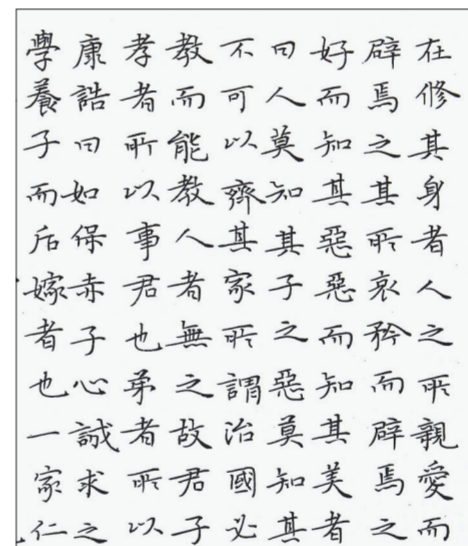 在修其身者人之所親愛而
辟焉之其所哀矜而辟焉之
好而知其惡惡而知其美者
曰人莫知其子之惡莫知其
不可以齊其家所謂治國必
教而能教人者無之故君子
孝者所以事君也弟者所以
康誥曰如保赤子心誠求之
學養子而后嫁者也一家仁